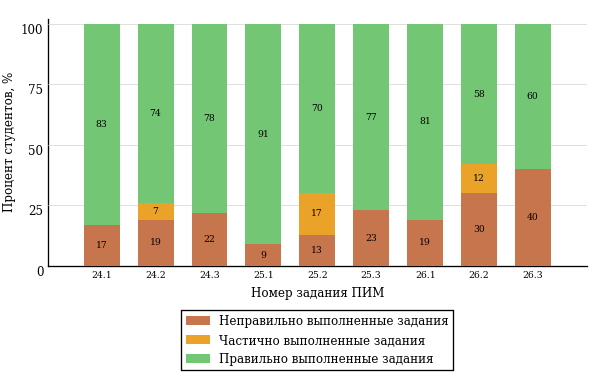 Процент студентов, %
100
75
50
25
0
83 74 78 91 70 77 81 58 60
7 17 12
17 19 22 9 13 23 19 30 40
24.1 24.2 24.3 25.1 25.2 25.3 26.1 26.2 26.3
Номер задания ПИМ
Неправильно выполненные задания
Частично выполненные задания
Правильно выполненные задания